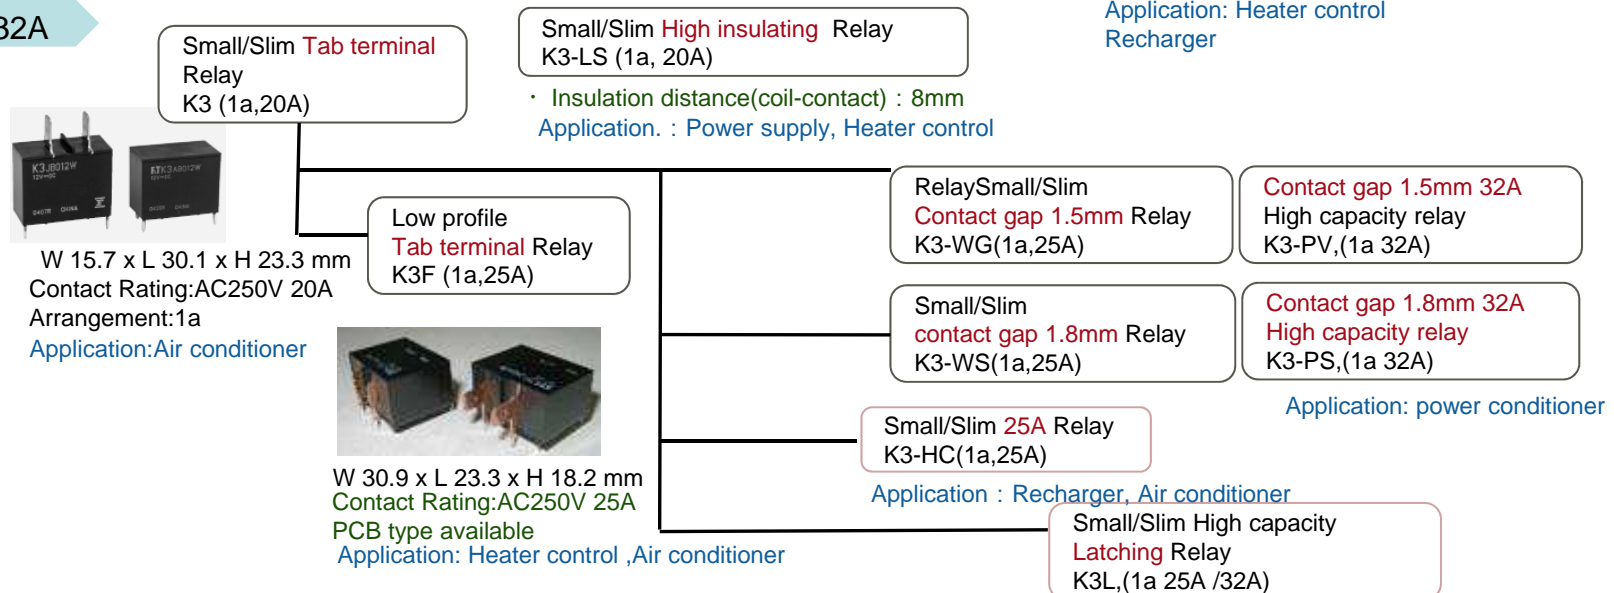 32A
Small/Slim Tab terminal
Relay
K3 (1a,20A)
Small/Slim High insulating Relay
K3-LS (1a, 20A)
・ Insulation distance(coil-contact)：8mm
Application.：Power supply, Heater control
Application: Heater control
Recharger
K3JB012W
12V=DC
0407R CHINA
K3AB012W
W 15.7 x L 30.1 x H 23.3 mm
Contact Rating:AC250V 20A
Arrangement:1a
Application:Air conditioner
Low profile
Tab terminal Relay
K3F (1a,25A)
W 30.9 x L 23.3 x H 18.2 mm
Contact Rating:AC250V 25A
PCB type available
Application: Heater control ,Air conditioner
RelaySmall/Slim
Contact gap 1.5mm Relay
K3-WG(1a,25A)
Contact gap 1.5mm 32A
High capacity relay
K3-PV,(1a 32A)
Small/Slim
contact gap 1.8mm Relay
K3-WS(1a,25A)
Contact gap 1.8mm 32A
High capacity relay
K3-PS,(1a 32A)
Application: power conditioner
Small/Slim 25A Relay
K3-HC(1a,25A)
Application：Recharger, Air conditioner
Small/Slim High capacity
Latching Relay
K3L,(1a 25A /32A)